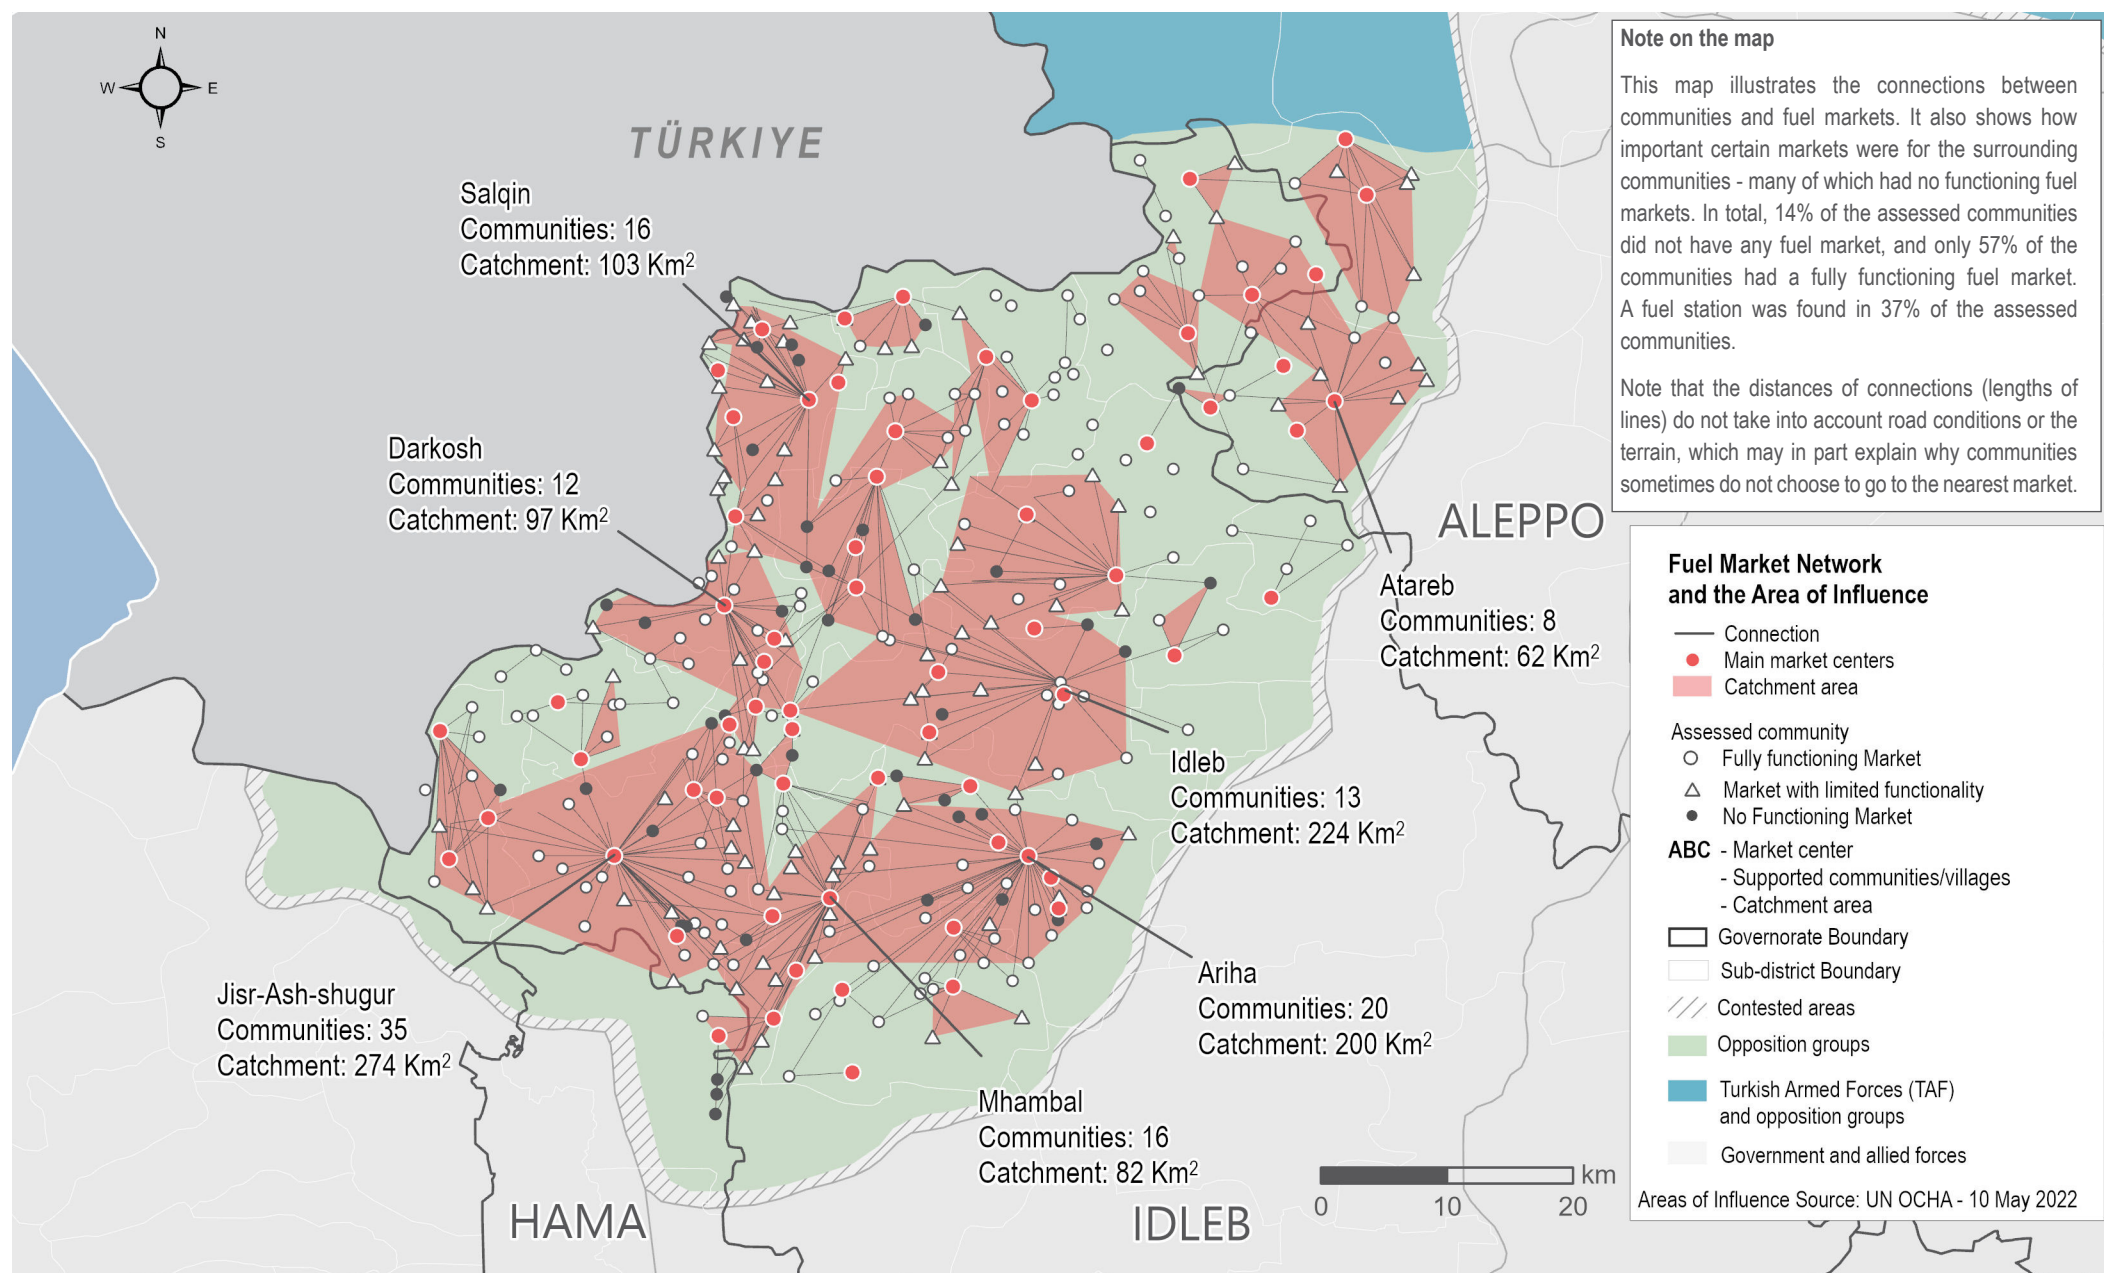 N
W
E
S
TÜRKIYE
Salqin
Communities: 16
Catchment: 103 Km²
Darkosh
Communities: 12
Catchment: 97 Km²
Jisr-Ash-shugur
Communities: 35
Catchment: 274 Km²
Idleb
Communities: 13
Catchment: 224 Km²
Atareb
Communities: 8
Catchment: 62 Km²
Ariha
Communities: 20
Catchment: 200 Km²
Mhambal
Communities: 16
Catchment: 82 Km²
ALEPPO
HAMA
IDLEB
km
0 10 20
Note on the map
This map illustrates the connections between
communities and fuel markets. It also shows how
important certain markets were for the surrounding
communities - many of which had no functioning fuel
markets. In total, 14% of the assessed communities
did not have any fuel market, and only 57% of the
communities had a fully functioning fuel market.
A fuel station was found in 37% of the assessed
communities.
Note that the distances of connections (lengths of
lines) do not take into account road conditions or the
terrain, which may in part explain why communities
sometimes do not choose to go to the nearest market.
Fuel Market Network
and the Area of Influence
Connection
Main market centers
Catchment area
Assessed community
Fully functioning Market
Market with limited functionality
No Functioning Market
ABC - Market center
- Supported communities/villages
- Catchment area
Governorate Boundary
Sub-district Boundary
Contested areas
Opposition groups
Turkish Armed Forces (TAF)
and opposition groups
Government and allied forces
Areas of Influence Source: UN OCHA - 10 May 2022